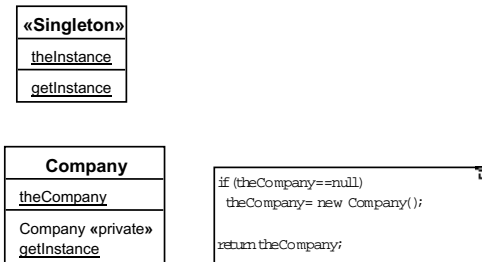 «Singleton»
theInstance
getInstance
Company
theCompany
Company «private»
getInstance
if (theCompany==null)
theCompany= new Company();
return theCompany;